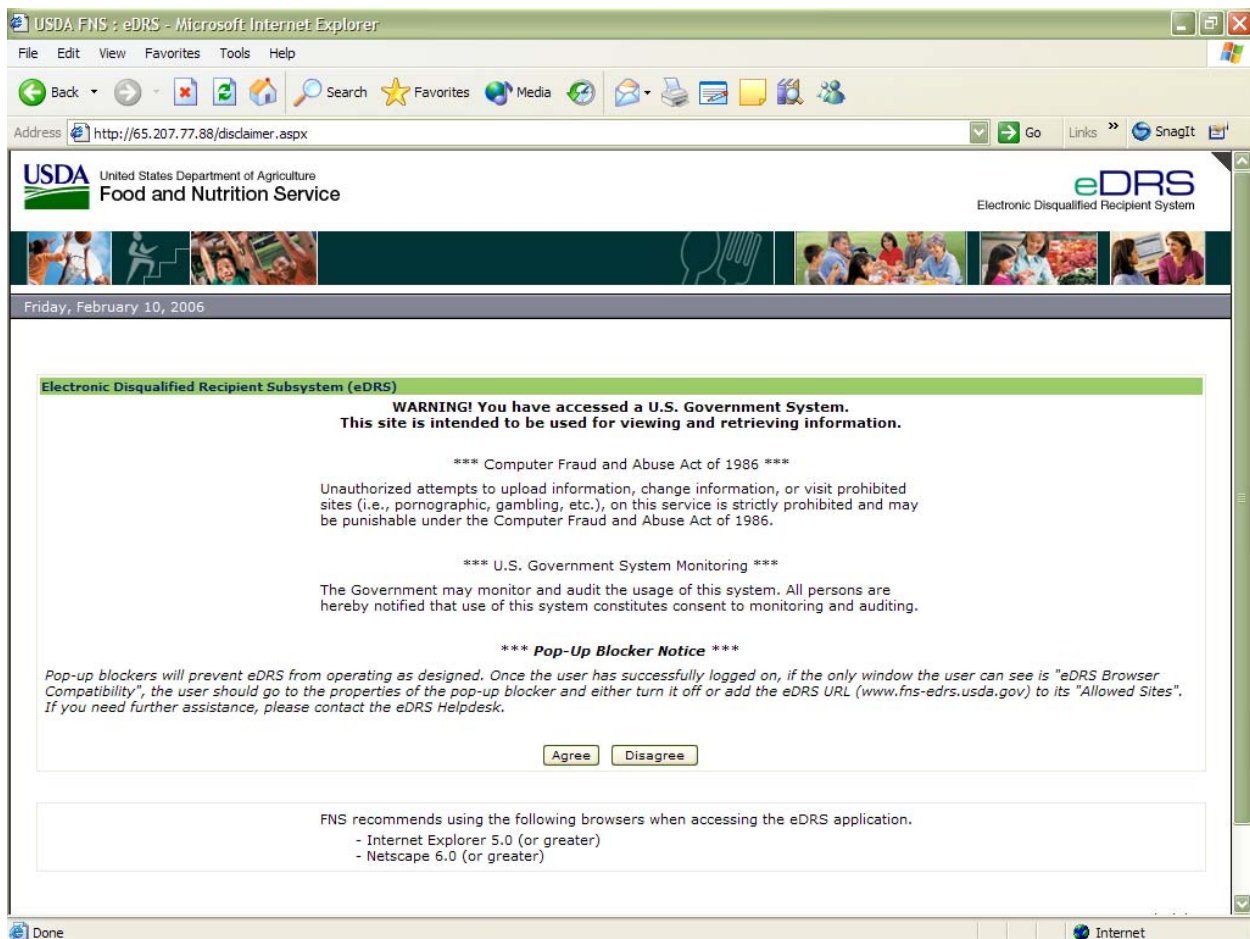 USDA FNS : eDRS - Microsoft Internet Explorer
File Edit View Favorites Tools Help
Back Search Favorites Media
Address http://65.207.77.88/disclaimer.aspx Go Links » SnagIt
USDA United States Department of Agriculture
Food and Nutrition Service
eDRS
Electronic Disqualified Recipient System
Friday, February 10, 2006
Electronic Disqualified Recipient Subsystem (eDRS)
WARNING! You have accessed a U.S. Government System.
This site is intended to be used for viewing and retrieving information.
*** Computer Fraud and Abuse Act of 1986 ***
Unauthorized attempts to upload information, change information, or visit prohibited
sites (i.e., pornographic, gambling, etc.), on this service is strictly prohibited and may
be punishable under the Computer Fraud and Abuse Act of 1986.
*** U.S. Government System Monitoring ***
The Government may monitor and audit the usage of this system. All persons are
hereby notified that use of this system constitutes consent to monitoring and auditing.
*** Pop-Up Blocker Notice ***
Pop-up blockers will prevent eDRS from operating as designed. Once the user has successfully logged on, if the only window the user can see is "eDRS Browser
Compatibility", the user should go to the properties of the pop-up blocker and either turn it off or add the eDRS URL (www.fns-edrs.usda.gov) to its "Allowed Sites".
If you need further assistance, please contact the eDRS Helpdesk.
Agree Disagree
FNS recommends using the following browsers when accessing the eDRS application.
- Internet Explorer 5.0 (or greater)
- Netscape 6.0 (or greater)
Done Internet